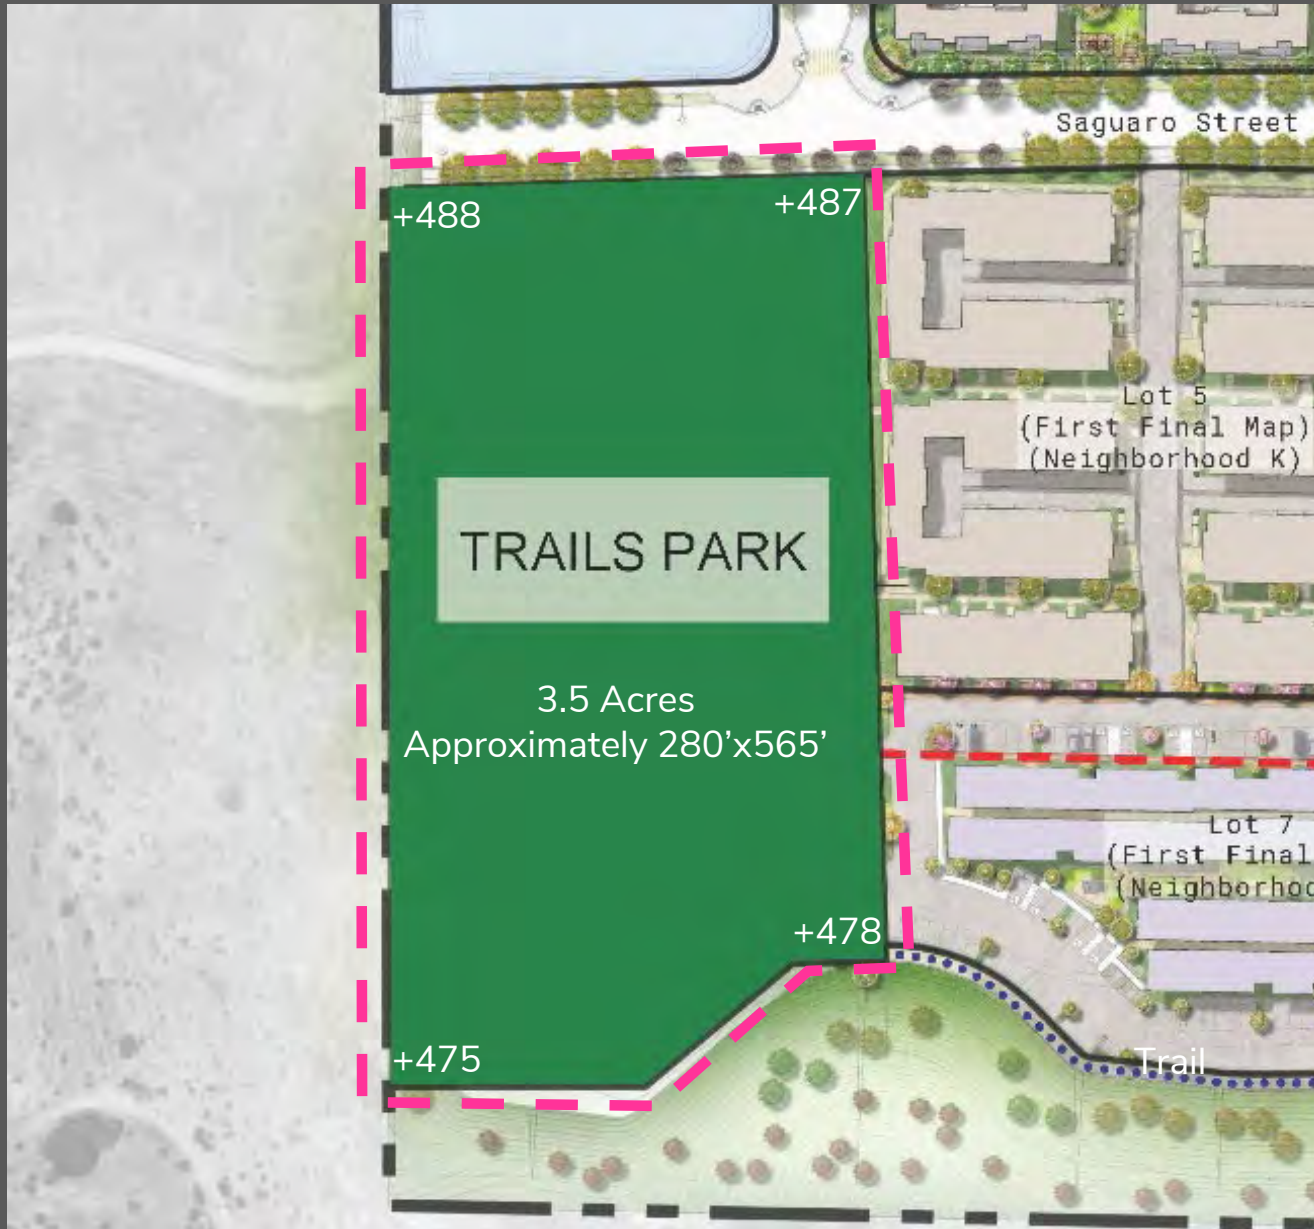 Saguaro Street
+488
+487
Lot 5
(First Final Map)
(Neighborhood K)
TRAILS PARK
3.5 Acres
Approximately 280’x565’
Lot 7
(First Final
(Neighborhoo
+478
+475
Trail